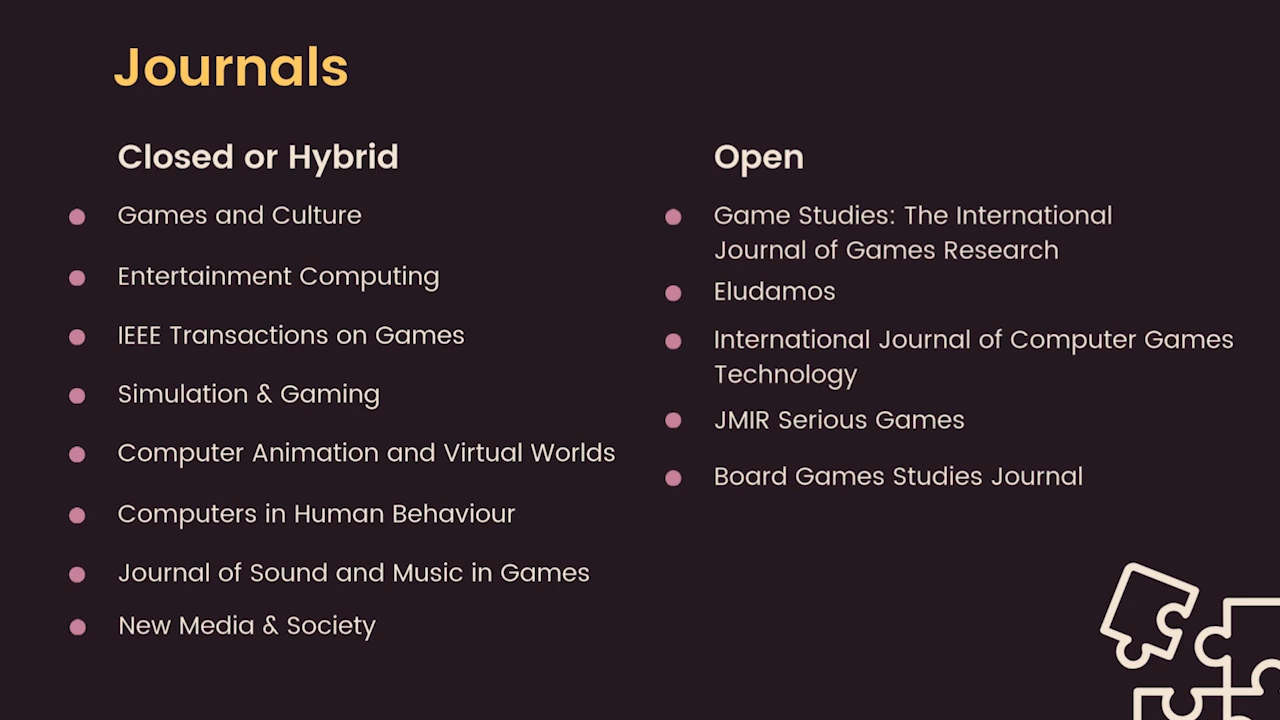 Journals
Closed or Hybrid
Games and Culture
Entertainment Computing
IEEE Transactions on Games
Simulation & Gaming
Computer Animation and Virtual Worlds
Computers in Human Behaviour
Journal of Sound and Music in Games
New Media & Society
Open
Game Studies: The International
Journal of Games Research
Eludamos
International Journal of Computer Games
Technology
JMIR Serious Games
Board Games Studies Journal